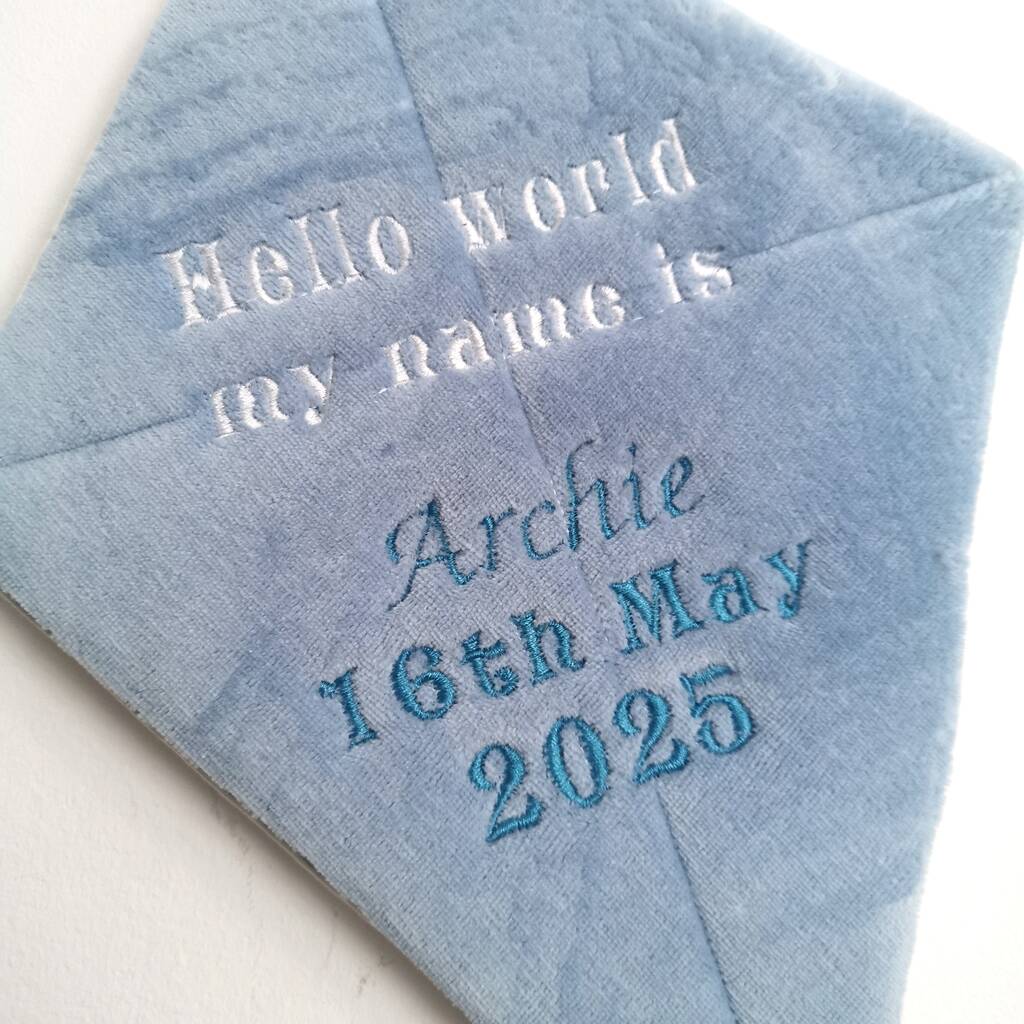 Hello world
my name is
Archie
16th May
2025